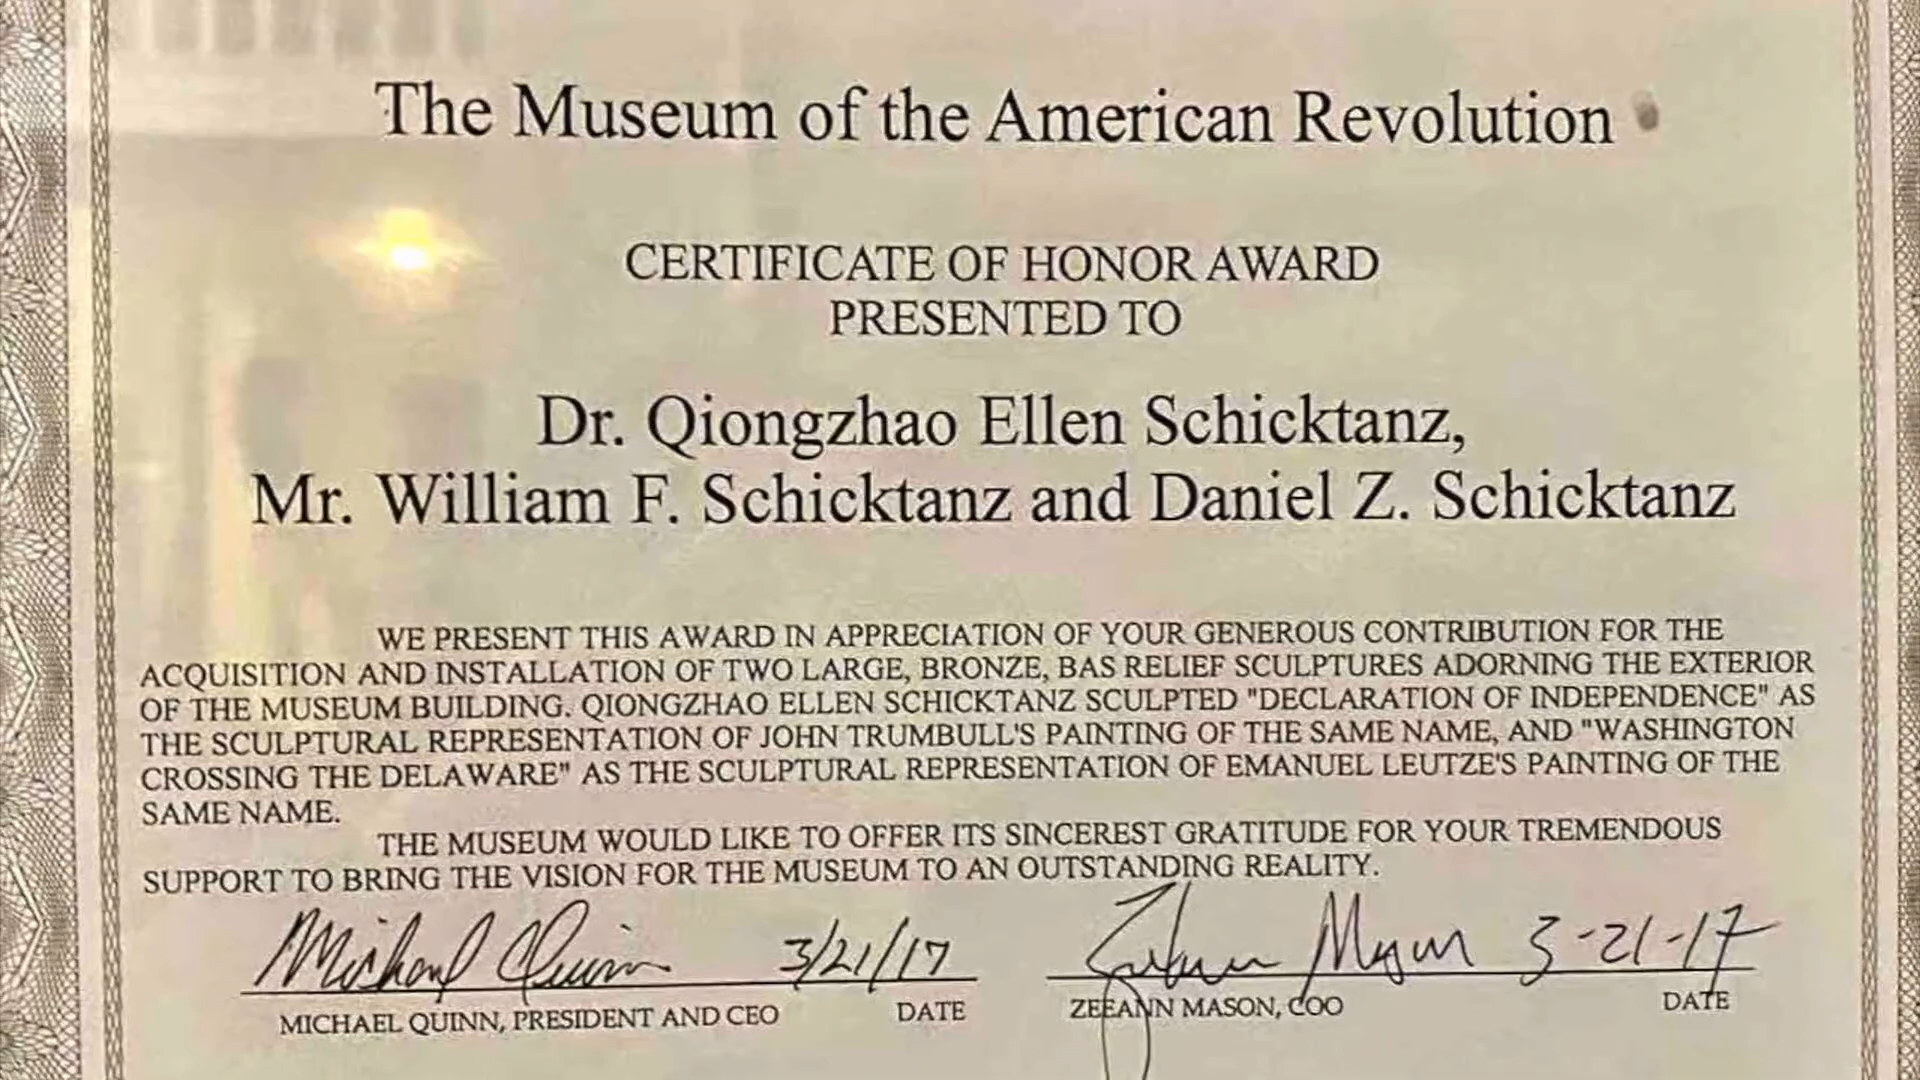 The Museum of the American Revolution
CERTIFICATE OF HONOR AWARD
PRESENTED TO
Dr. Qiongzhao Ellen Schicktanz,
Mr. William F. Schicktanz and Daniel Z. Schicktanz
WE PRESENT THIS AWARD IN APPRECIATION OF YOUR GENEROUS CONTRIBUTION FOR THE
ACQUISITION AND INSTALLATION OF TWO LARGE, BRONZE, BAS RELIEF SCULPTURES ADORNING THE EXTERIOR
OF THE MUSEUM BUILDING. QIONGZHAO ELLEN SCHICKTANZ SCULPTED "DECLARATION OF INDEPENDENCE" AS
THE SCULPTURAL REPRESENTATION OF JOHN TRUMBULL'S PAINTING OF THE SAME NAME, AND "WASHINGTON
CROSSING THE DELAWARE" AS THE SCULPTURAL REPRESENTATION OF EMANUEL LEUTZE'S PAINTING OF THE
SAME NAME.
THE MUSEUM WOULD LIKE TO OFFER ITS SINCEREST GRATITUDE FOR YOUR TREMENDOUS
SUPPORT TO BRING THE VISION FOR THE MUSEUM TO AN OUTSTANDING REALITY.
Michael Quinn 3/21/17 Zeeann Mason 3-21-17
MICHAEL QUINN, PRESIDENT AND CEO DATE ZEEANN MASON, COO DATE